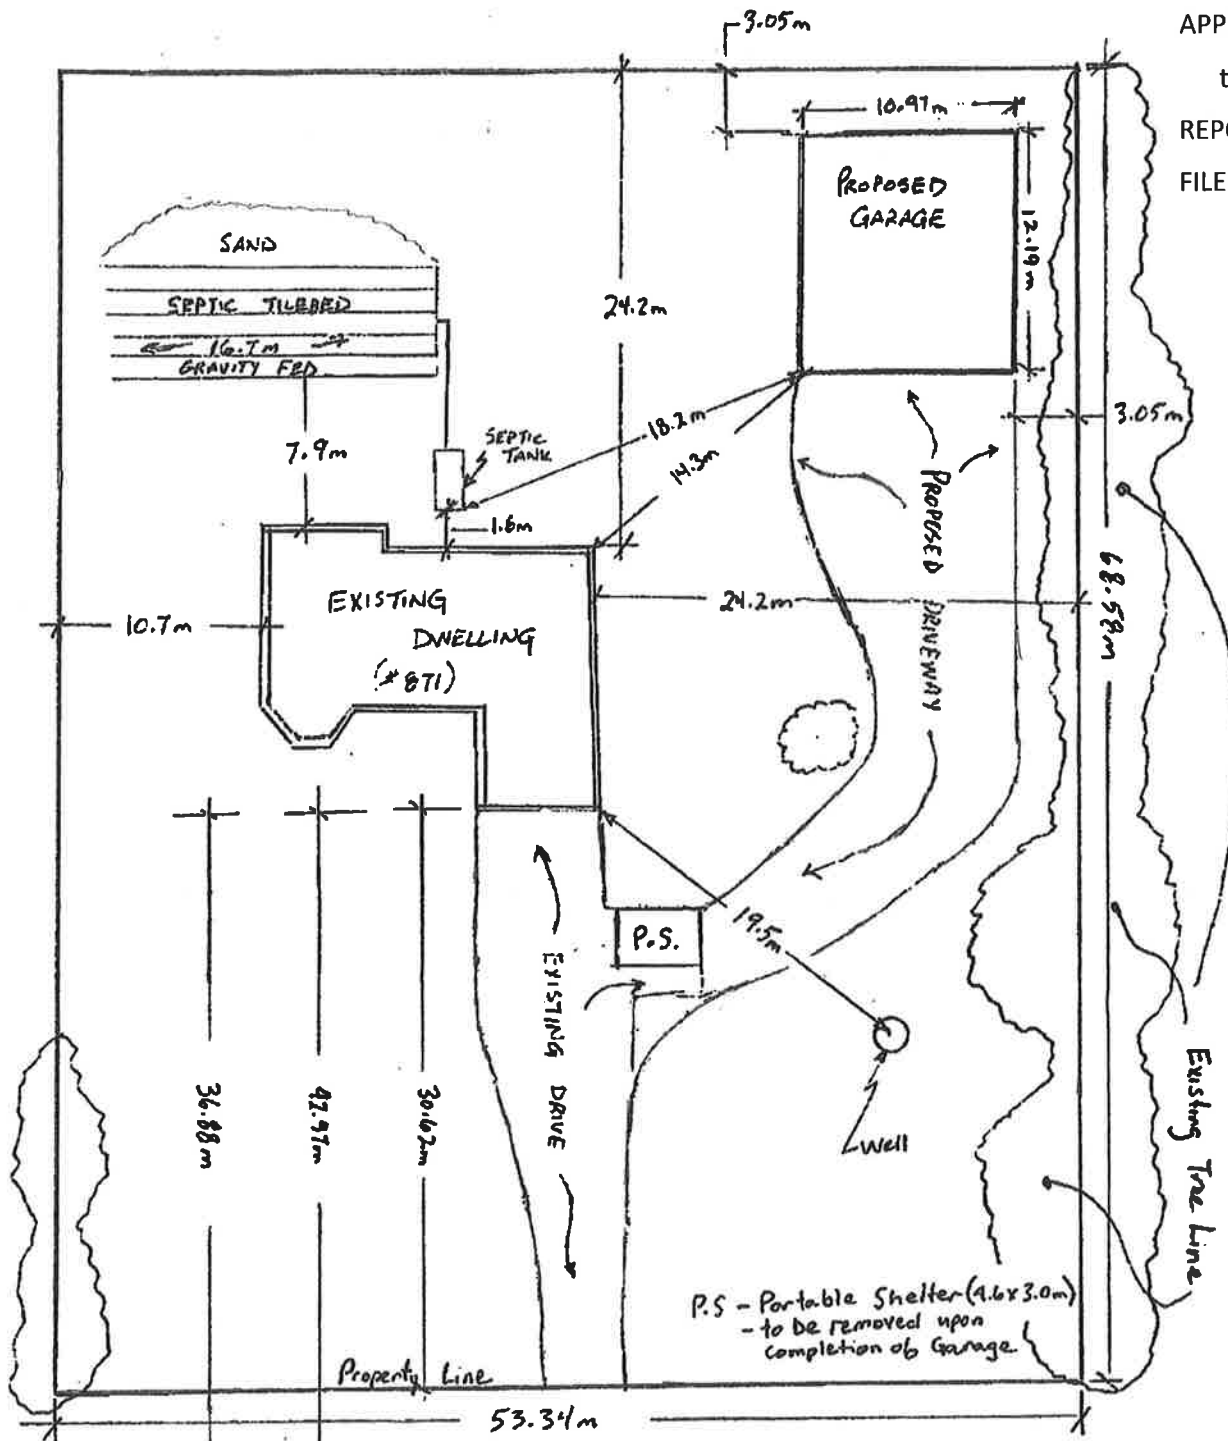 3.05m
APP
t
REPO
FILE
10.97m
PROPOSED
GARAGE
12.19m
SAND
SEPTIC TILEBED
16.7m
GRAVITY FED
24.2m
7.9m
SEPTIC
TANK
18.2m
14.3m
3.05m
1.6m
PROPOSED DRIVEWAY
68.58m
EXISTING
DWELLING
(#871)
10.7m
24.2m
P.S.
19.5m
EXISTING DRIVE
36.88m
42.97m
30.62m
Well
Existing Tree Line
P.S - Portable Shelter (4.6x3.0m)
- to be removed upon
completion of Garage
Property Line
53.34m